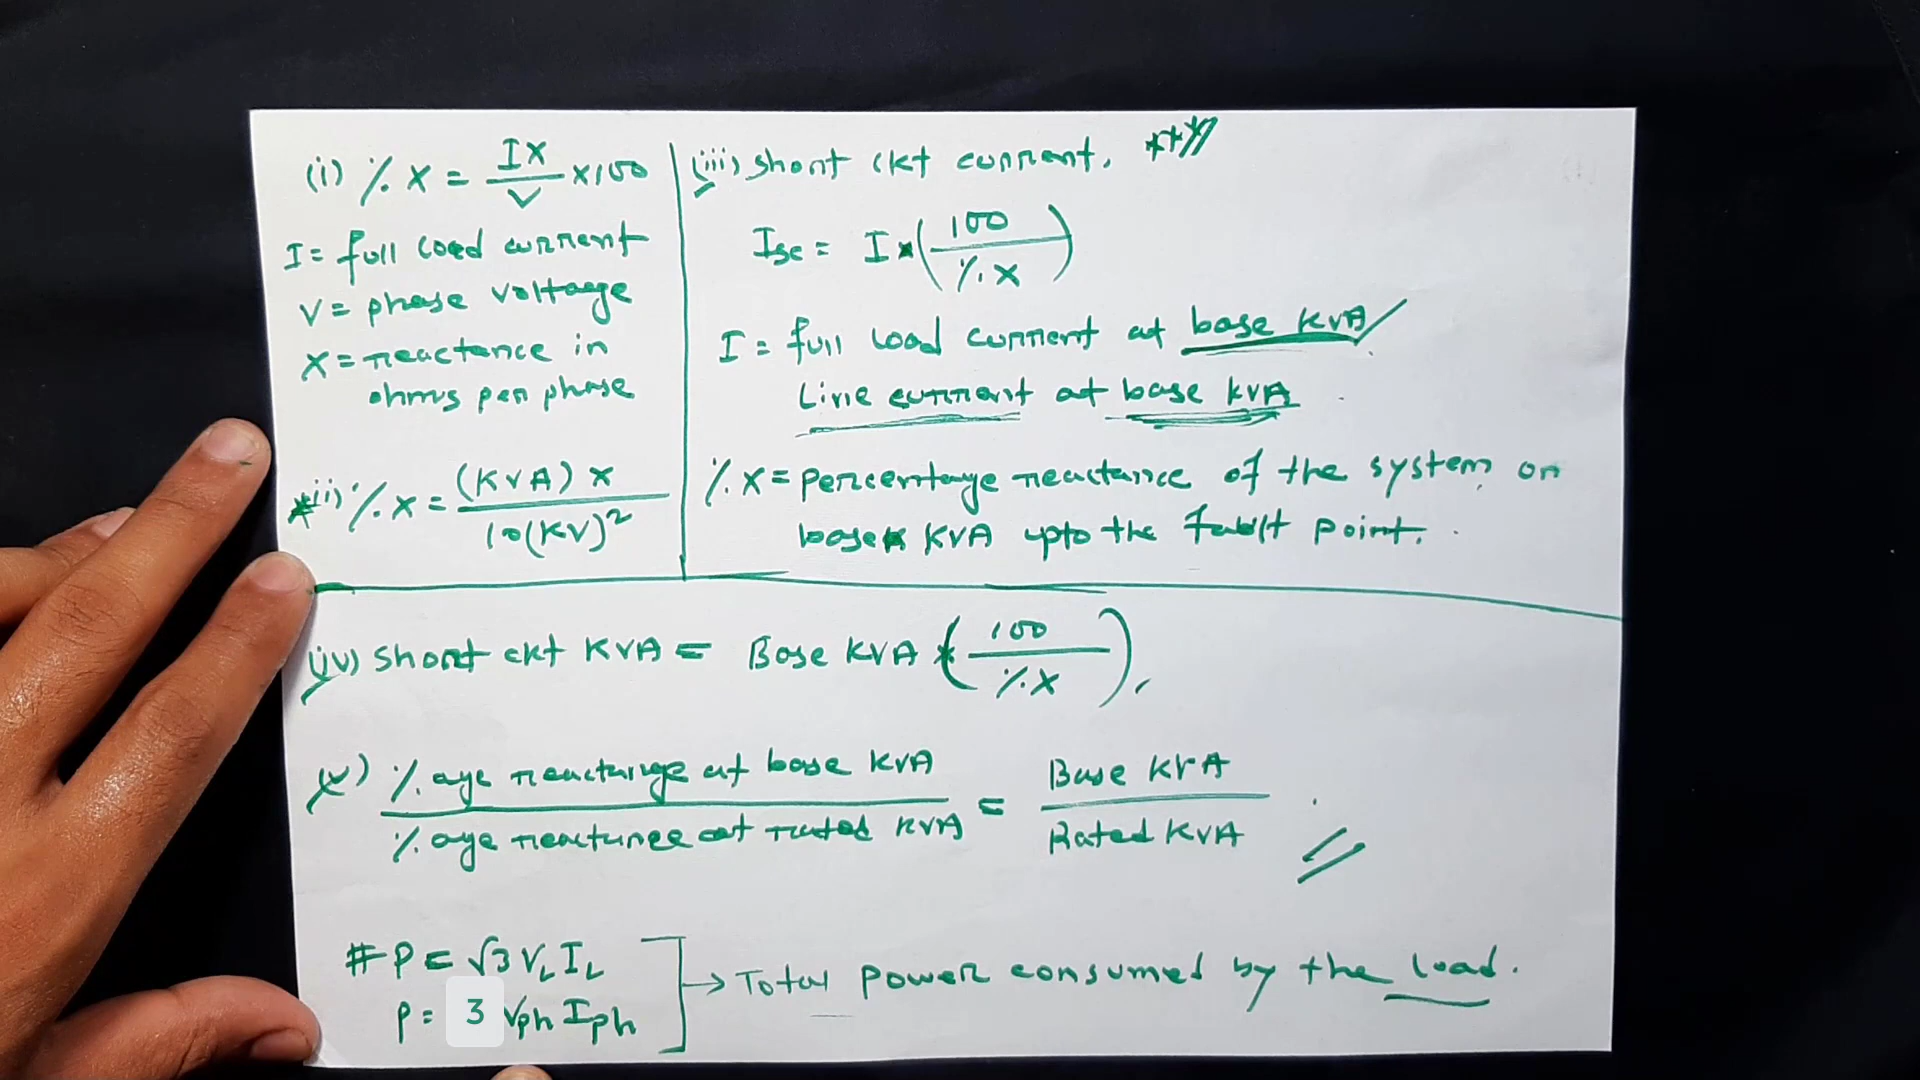 (i) % X = IX/V ×100
I = full load current
V = phase voltage
X = reactance in
ohms per phase
*ii) % X = (KVA) X / 10(KV)²
(iii) short ckt current. ***//
Isc = I*(100/%X)
I = full load current at base KVA
Line current at base KVA
% X = percentage reactance of the system on
base KVA upto the fault point.
(iv) short ckt KVA = Base KVA * (100/%X),
(v) % age reactange at base KVA / % age reactance at rated KVA = Base KVA / Rated KVA
# P = √3 VL IL
P = 3 Vph Iph
→ Total power consumed by the load.